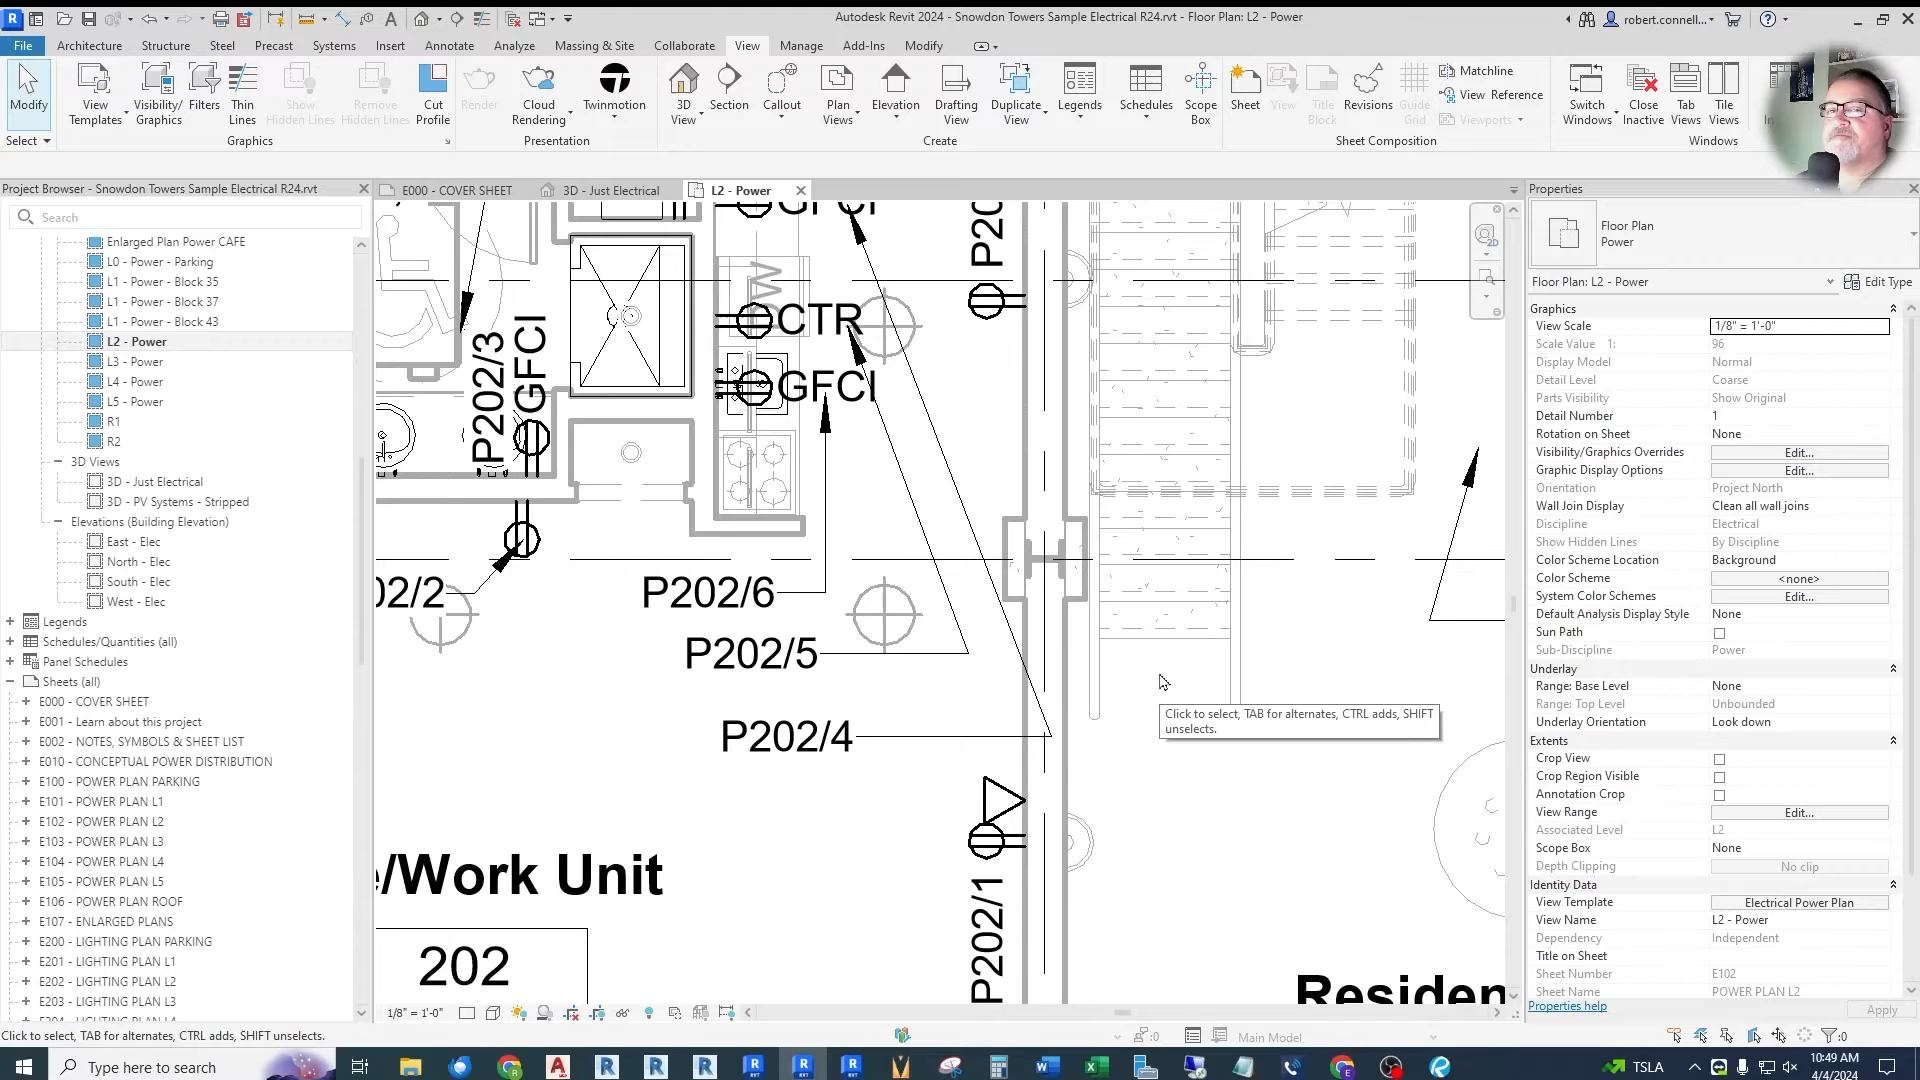 Autodesk Revit 2024 - Snowdon Towers Sample Electrical R24.rvt - Floor Plan: L2 - Power
robert.connell...
File Architecture Structure Steel Precast Systems Insert Annotate Analyze Massing & Site Collaborate View Manage Add-Ins Modify
Modify
View Templates
Visibility/ Graphics
Filters
Thin Lines
Show Hidden Lines
Remove Hidden Lines
Cut Profile
Render
Cloud Rendering
Twinmotion
3D View
Section
Callout
Plan Views
Elevation
Drafting View
Duplicate View
Legends
Schedules
Scope Box
Sheet
View
Title Block
Revisions
Guide Grid
Matchline
View Reference
Viewports
Switch Windows
Close Inactive
Tab Views
Tile Views
Select
Graphics
Presentation
Create
Sheet Composition
Windows
Project Browser - Snowdon Towers Sample Electrical R24.rvt
Search
Enlarged Plan Power CAFE
L0 - Power - Parking
L1 - Power - Block 35
L1 - Power - Block 37
L1 - Power - Block 43
L2 - Power
L3 - Power
L4 - Power
L5 - Power
R1
R2
3D Views
3D - Just Electrical
3D - PV Systems - Stripped
Elevations (Building Elevation)
East - Elec
North - Elec
South - Elec
West - Elec
Legends
Schedules/Quantities (all)
Panel Schedules
Sheets (all)
E000 - COVER SHEET
E001 - Learn about this project
E002 - NOTES, SYMBOLS & SHEET LIST
E010 - CONCEPTUAL POWER DISTRIBUTION
E100 - POWER PLAN PARKING
E101 - POWER PLAN L1
E102 - POWER PLAN L2
E103 - POWER PLAN L3
E104 - POWER PLAN L4
E105 - POWER PLAN L5
E106 - POWER PLAN ROOF
E107 - ENLARGED PLANS
E200 - LIGHTING PLAN PARKING
E201 - LIGHTING PLAN L1
E202 - LIGHTING PLAN L2
E203 - LIGHTING PLAN L3
E000 - COVER SHEET
3D - Just Electrical
L2 - Power
GFCI
P20
CTR
GFCI
P202/3
GFCI
02/2
P202/6
P202/5
P202/4
P202/1
e/Work Unit
202
Residen
DW
Click to select, TAB for alternates, CTRL adds, SHIFT
unselects.
2D
Properties
Floor Plan
Power
Floor Plan: L2 - Power
Edit Type
Graphics
View Scale 1/8" = 1'-0"
Scale Value 1: 96
Display Model Normal
Detail Level Coarse
Parts Visibility Show Original
Detail Number 1
Rotation on Sheet None
Visibility/Graphics Overrides Edit...
Graphic Display Options Edit...
Orientation Project North
Wall Join Display Clean all wall joins
Discipline Electrical
Show Hidden Lines By Discipline
Color Scheme Location Background
Color Scheme <none>
System Color Schemes Edit...
Default Analysis Display Style None
Sun Path
Sub-Discipline Power
Underlay
Range: Base Level None
Range: Top Level Unbounded
Underlay Orientation Look down
Extents
Crop View
Crop Region Visible
Annotation Crop
View Range Edit...
Associated Level L2
Scope Box None
Depth Clipping No clip
Identity Data
View Template Electrical Power Plan
View Name L2 - Power
Dependency Independent
Title on Sheet
Sheet Number E102
Sheet Name POWER PLAN L2
Properties help
Apply
1/8" = 1'-0"
Click to select, TAB for alternates, CTRL adds, SHIFT unselects.
:0
Main Model
:0
Type here to search
TSLA
10:49 AM
4/4/2024